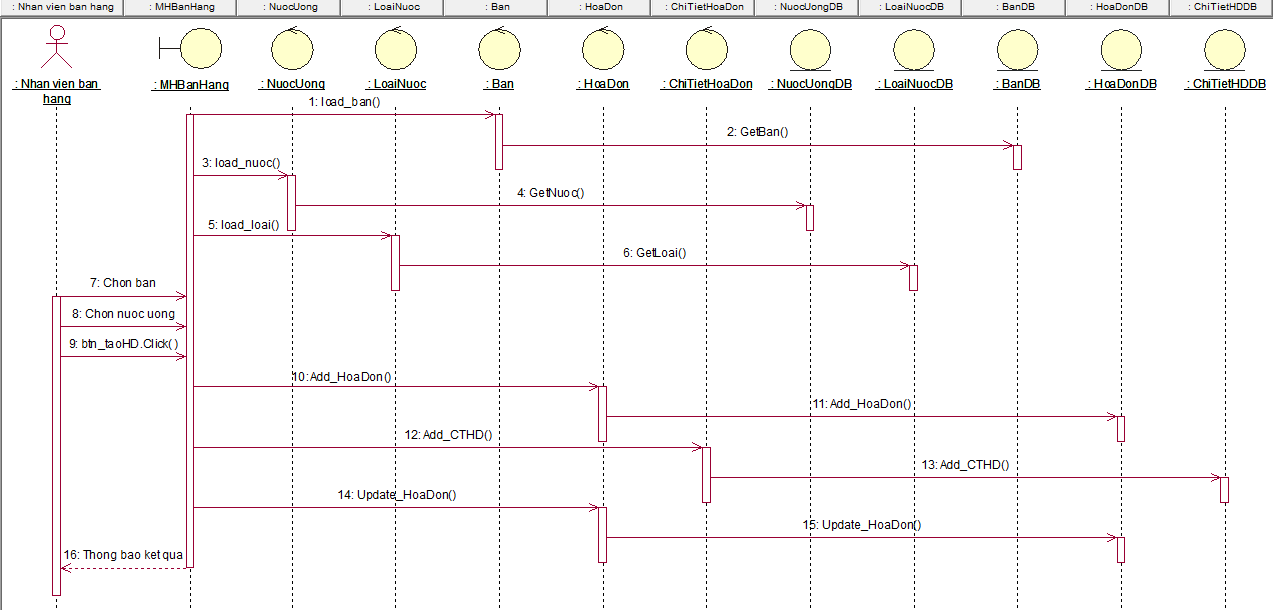 : Nhan vien ban hang
: MHBanHang
: NuocUong
: LoaiNuoc
: Ban
: HoaDon
: ChiTietHoaDon
: NuocUongDB
: LoaiNuocDB
: BanDB
: HoaDonDB
: ChiTietHDDB
: Nhan vien ban
hang
: MHBanHang
: NuocUong
: LoaiNuoc
: Ban
: HoaDon
: ChiTietHoaDon
: NuocUongDB
: LoaiNuocDB
: BanDB
: HoaDonDB
: ChiTietHDDB
1: load_ban()
2: GetBan()
3: load_nuoc()
4: GetNuoc()
5: load_loai()
6: GetLoai()
7: Chon ban
8: Chon nuoc uong
9: btn_taoHD.Click()
10: Add_HoaDon()
11: Add_HoaDon()
12: Add_CTHD()
13: Add_CTHD()
14: Update_HoaDon()
15: Update_HoaDon()
16: Thong bao ket qua